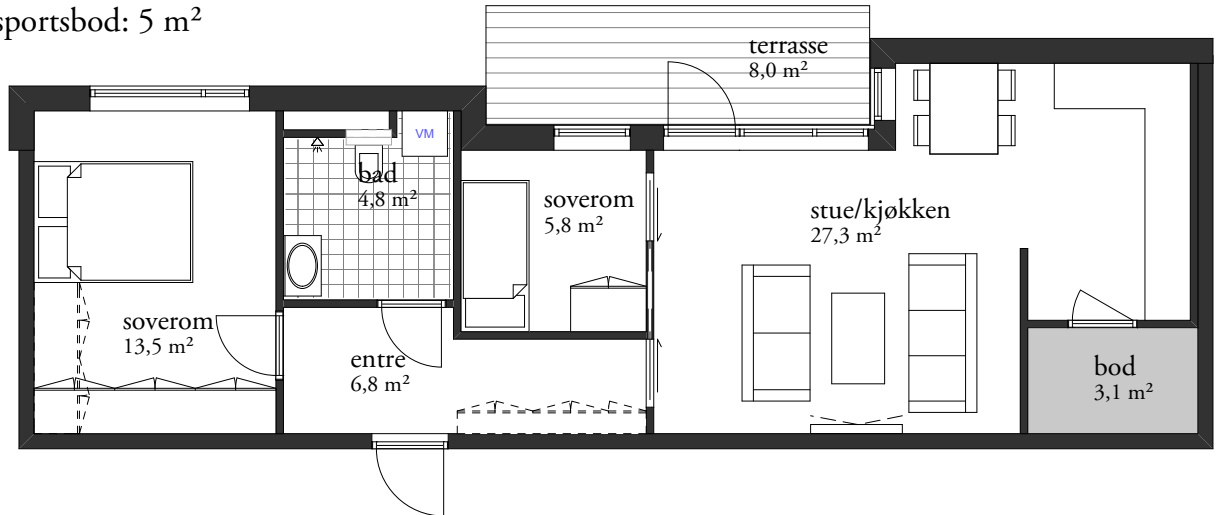 sportsbod: 5 m²
terrasse
8,0 m²
VM
bad
4,8 m²
soverom
5,8 m²
stue/kjøkken
27,3 m²
soverom
13,5 m²
entre
6,8 m²
bod
3,1 m²